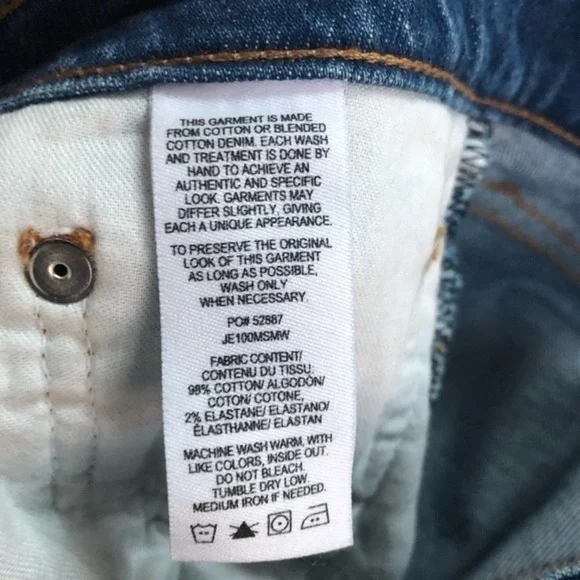 THIS GARMENT IS MADE
FROM COTTON OR BLENDED
COTTON DENIM. EACH WASH
AND TREATMENT IS DONE BY
HAND TO ACHIEVE AN
AUTHENTIC AND SPECIFIC
LOOK. GARMENTS MAY
DIFFER SLIGHTLY, GIVING
EACH A UNIQUE APPEARANCE.
TO PRESERVE THE ORIGINAL
LOOK OF THIS GARMENT
AS LONG AS POSSIBLE,
WASH ONLY
WHEN NECESSARY.
PO# 52887
JE100MSMW
FABRIC CONTENT/
CONTENU DU TISSU:
98% COTTON/ ALGODÓN/
COTON/ COTONE,
2% ELASTANE/ ELASTANO/
ÉLASTHANNE/ ELASTAN
MACHINE WASH WARM, WITH
LIKE COLORS, INSIDE OUT.
DO NOT BLEACH.
TUMBLE DRY LOW.
MEDIUM IRON IF NEEDED.